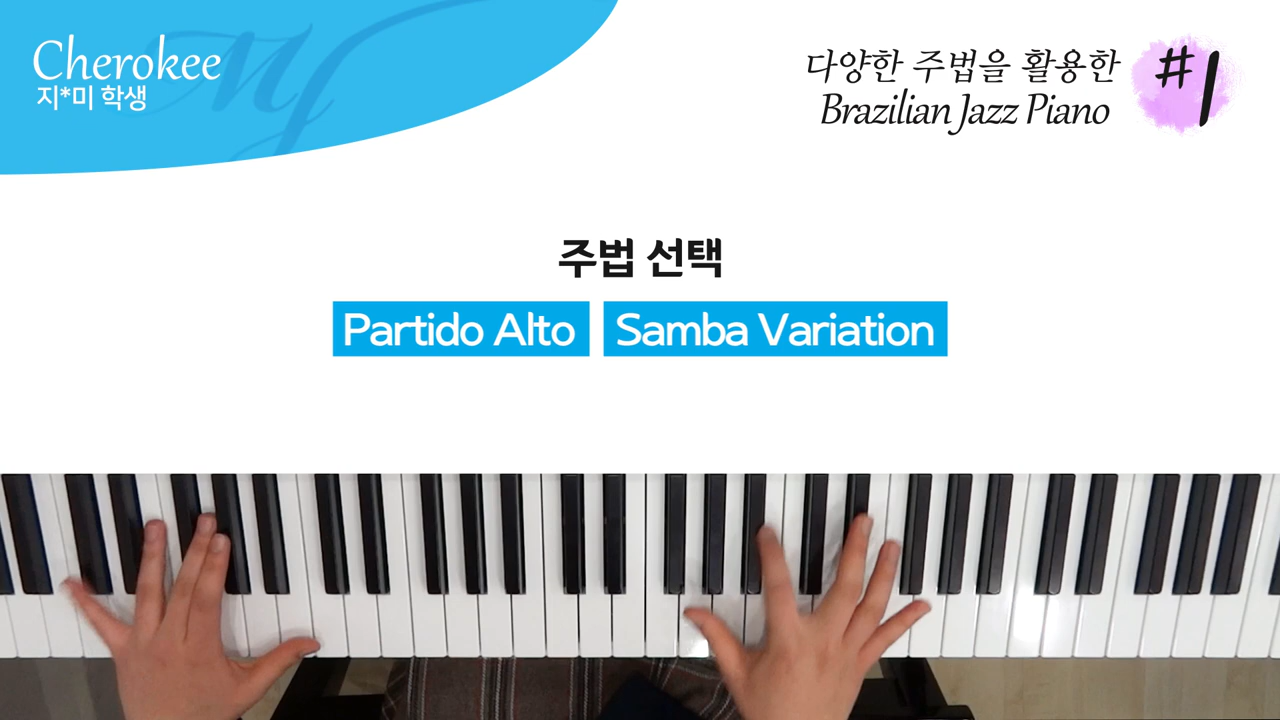 Cherokee
지*미 학생
다양한 주법을 활용한
Brazilian Jazz Piano
#1
주법 선택
Partido Alto
Samba Variation